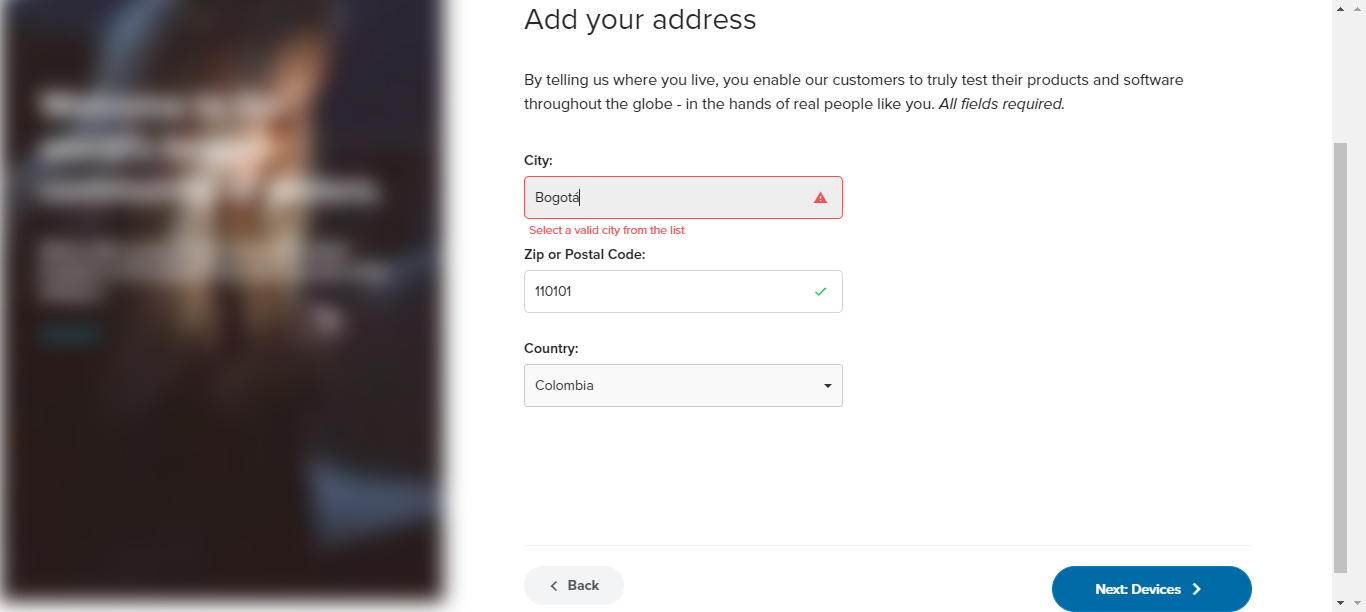 Add your address
By telling us where you live, you enable our customers to truly test their products and software
throughout the globe - in the hands of real people like you. All fields required.
City:
Bogotá
Select a valid city from the list
Zip or Postal Code:
110101
Country:
Colombia
Back
Next: Devices